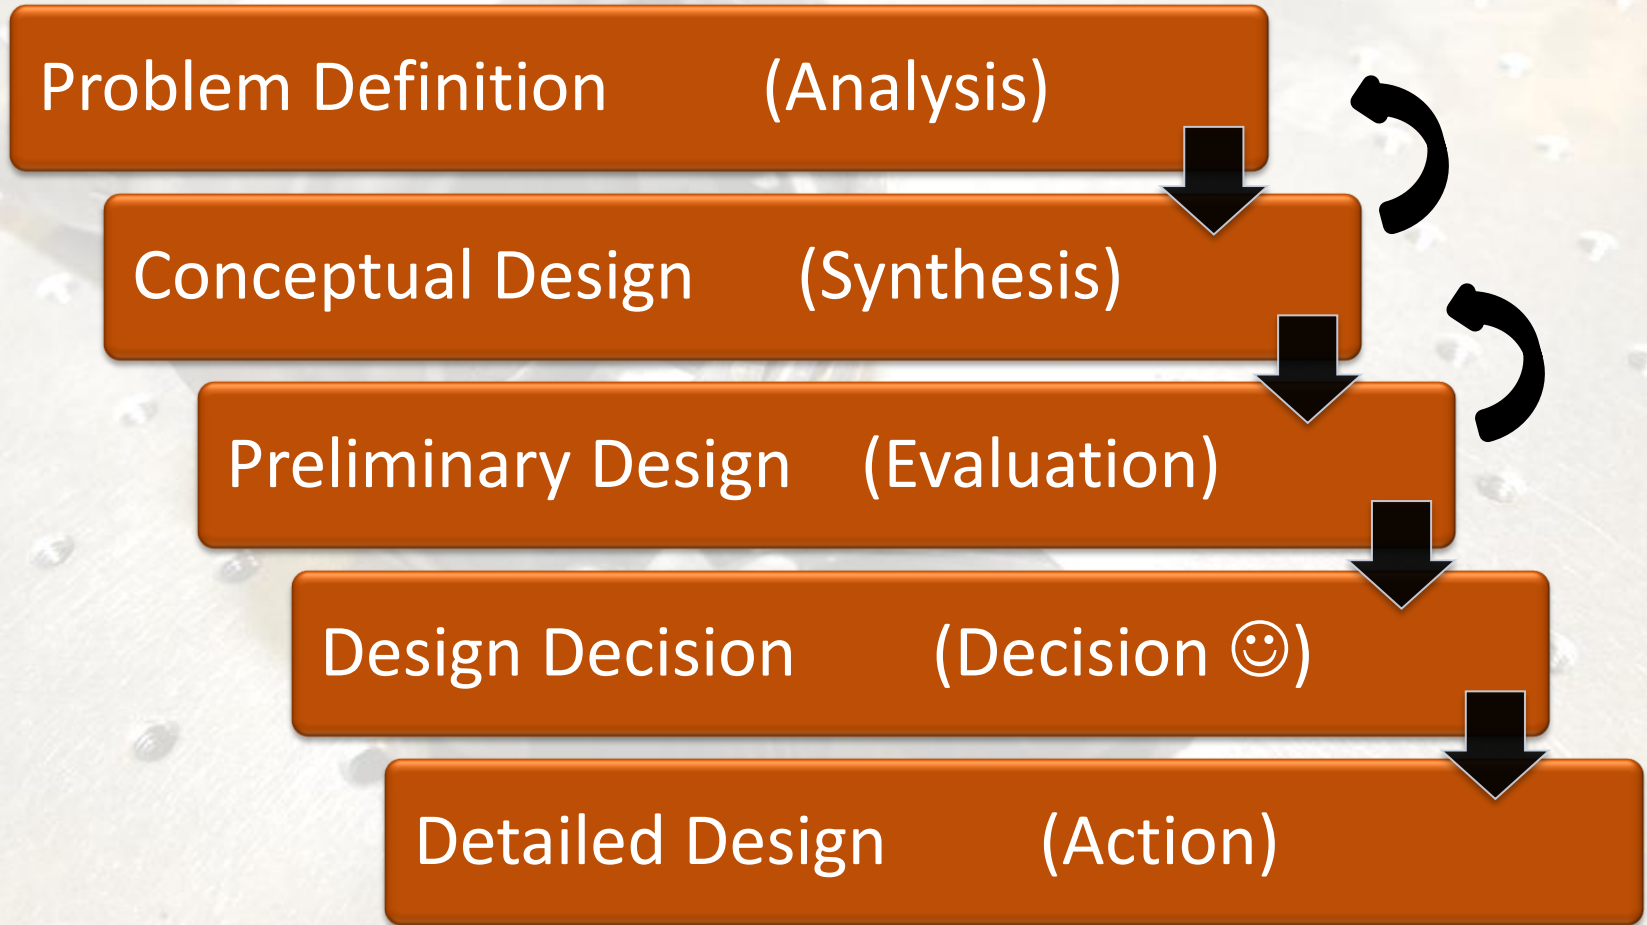 Problem Definition (Analysis)
Conceptual Design (Synthesis)
Preliminary Design (Evaluation)
Design Decision (Decision ☺)
Detailed Design (Action)